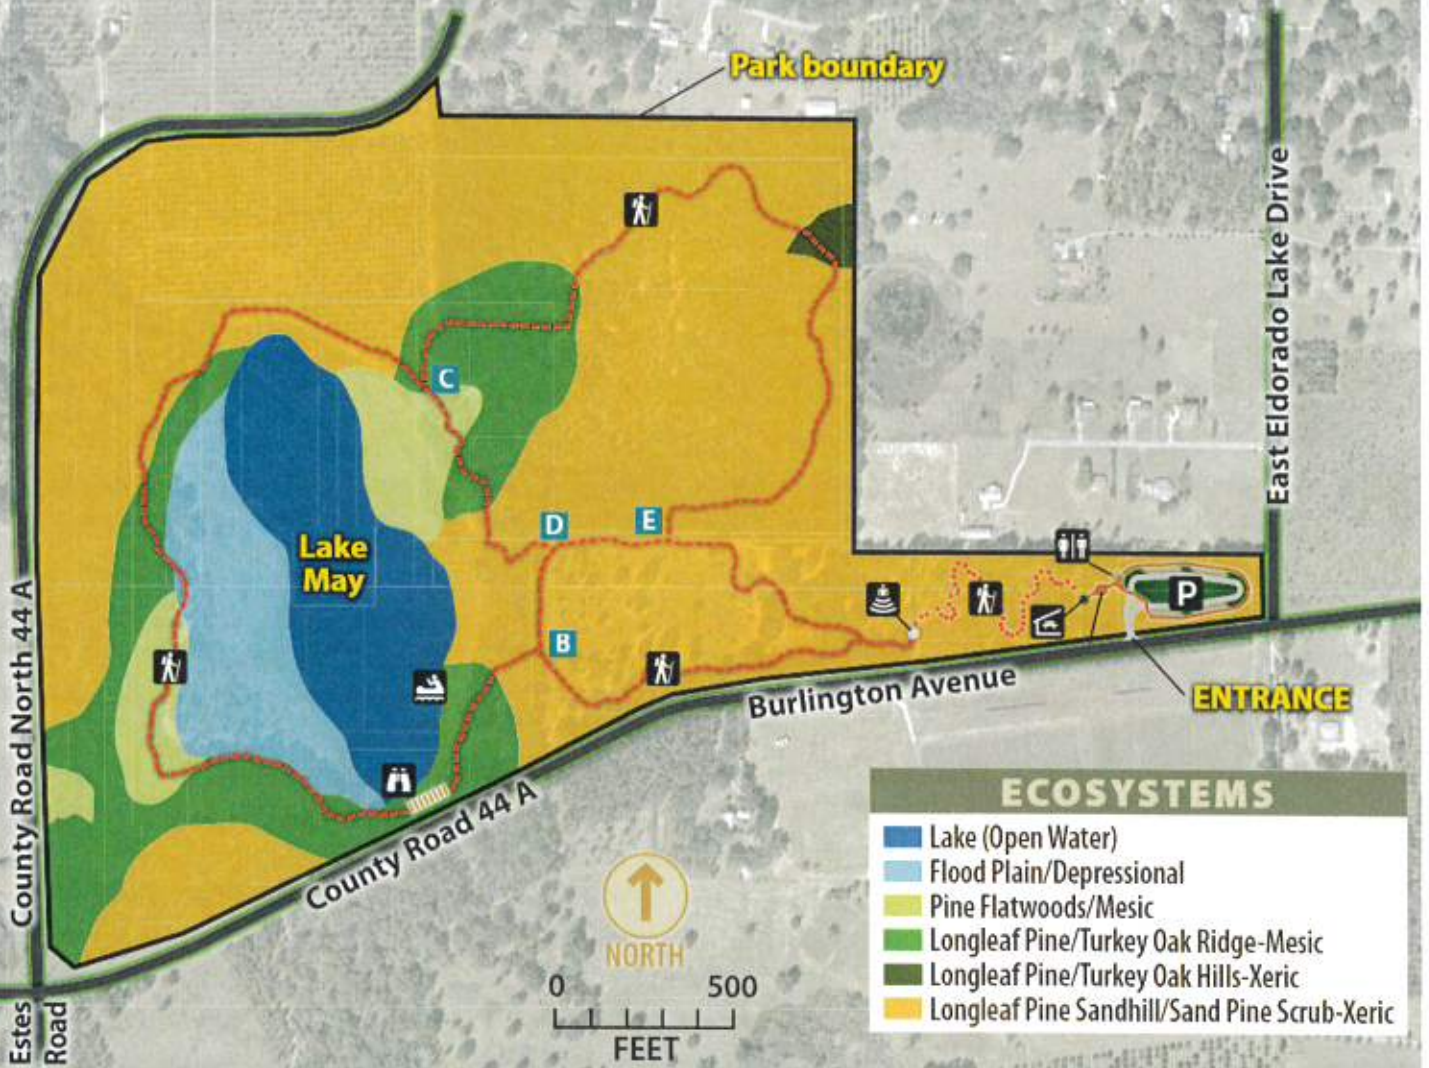 Park boundary
East Eldorado Lake Drive
C
D
E
Lake
May
P
B
County Road North 44 A
Burlington Avenue
ENTRANCE
County Road 44 A
ECOSYSTEMS
Lake (Open Water)
Flood Plain/Depressional
Pine Flatwoods/Mesic
Longleaf Pine/Turkey Oak Ridge-Mesic
Longleaf Pine/Turkey Oak Hills-Xeric
Longleaf Pine Sandhill/Sand Pine Scrub-Xeric
NORTH
0 500
FEET
Estes
Road